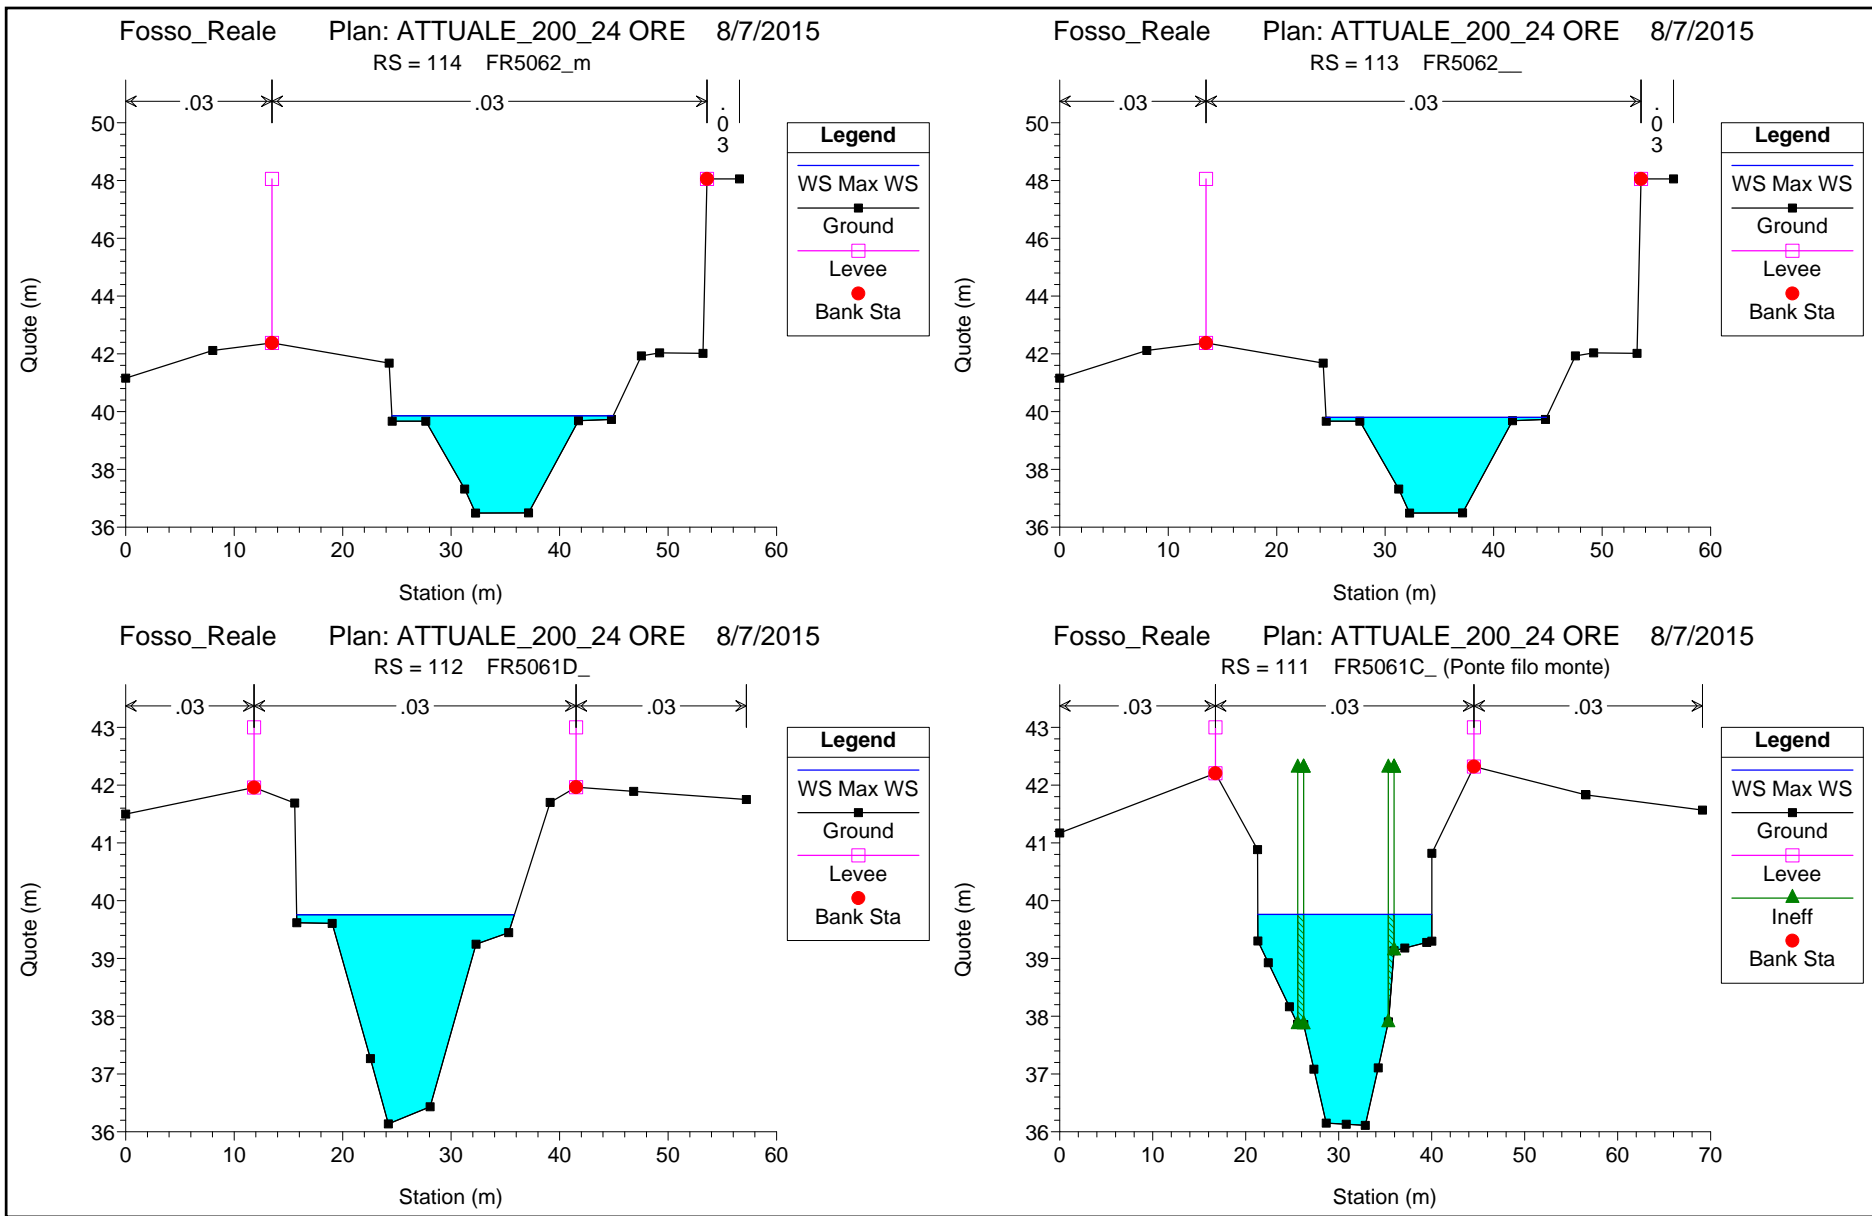 Fosso_Reale Plan: ATTUALE_200_24 ORE 8/7/2015
RS = 114 FR5062_m
.03 .03 .03
50
48
46
44
42
40
38
36
Quote (m)
0 10 20 30 40 50 60
Station (m)
Legend
WS Max WS
Ground
Levee
Bank Sta
Fosso_Reale Plan: ATTUALE_200_24 ORE 8/7/2015
RS = 113 FR5062__
.03 .03 .03
50
48
46
44
42
40
38
36
Quote (m)
0 10 20 30 40 50 60
Station (m)
Legend
WS Max WS
Ground
Levee
Bank Sta
Fosso_Reale Plan: ATTUALE_200_24 ORE 8/7/2015
RS = 112 FR5061D_
.03 .03 .03
43
42
41
40
39
38
37
36
Quote (m)
0 10 20 30 40 50 60
Station (m)
Legend
WS Max WS
Ground
Levee
Bank Sta
Fosso_Reale Plan: ATTUALE_200_24 ORE 8/7/2015
RS = 111 FR5061C_ (Ponte filo monte)
.03 .03 .03
43
42
41
40
39
38
37
36
Quote (m)
0 10 20 30 40 50 60 70
Station (m)
Legend
WS Max WS
Ground
Levee
Ineff
Bank Sta